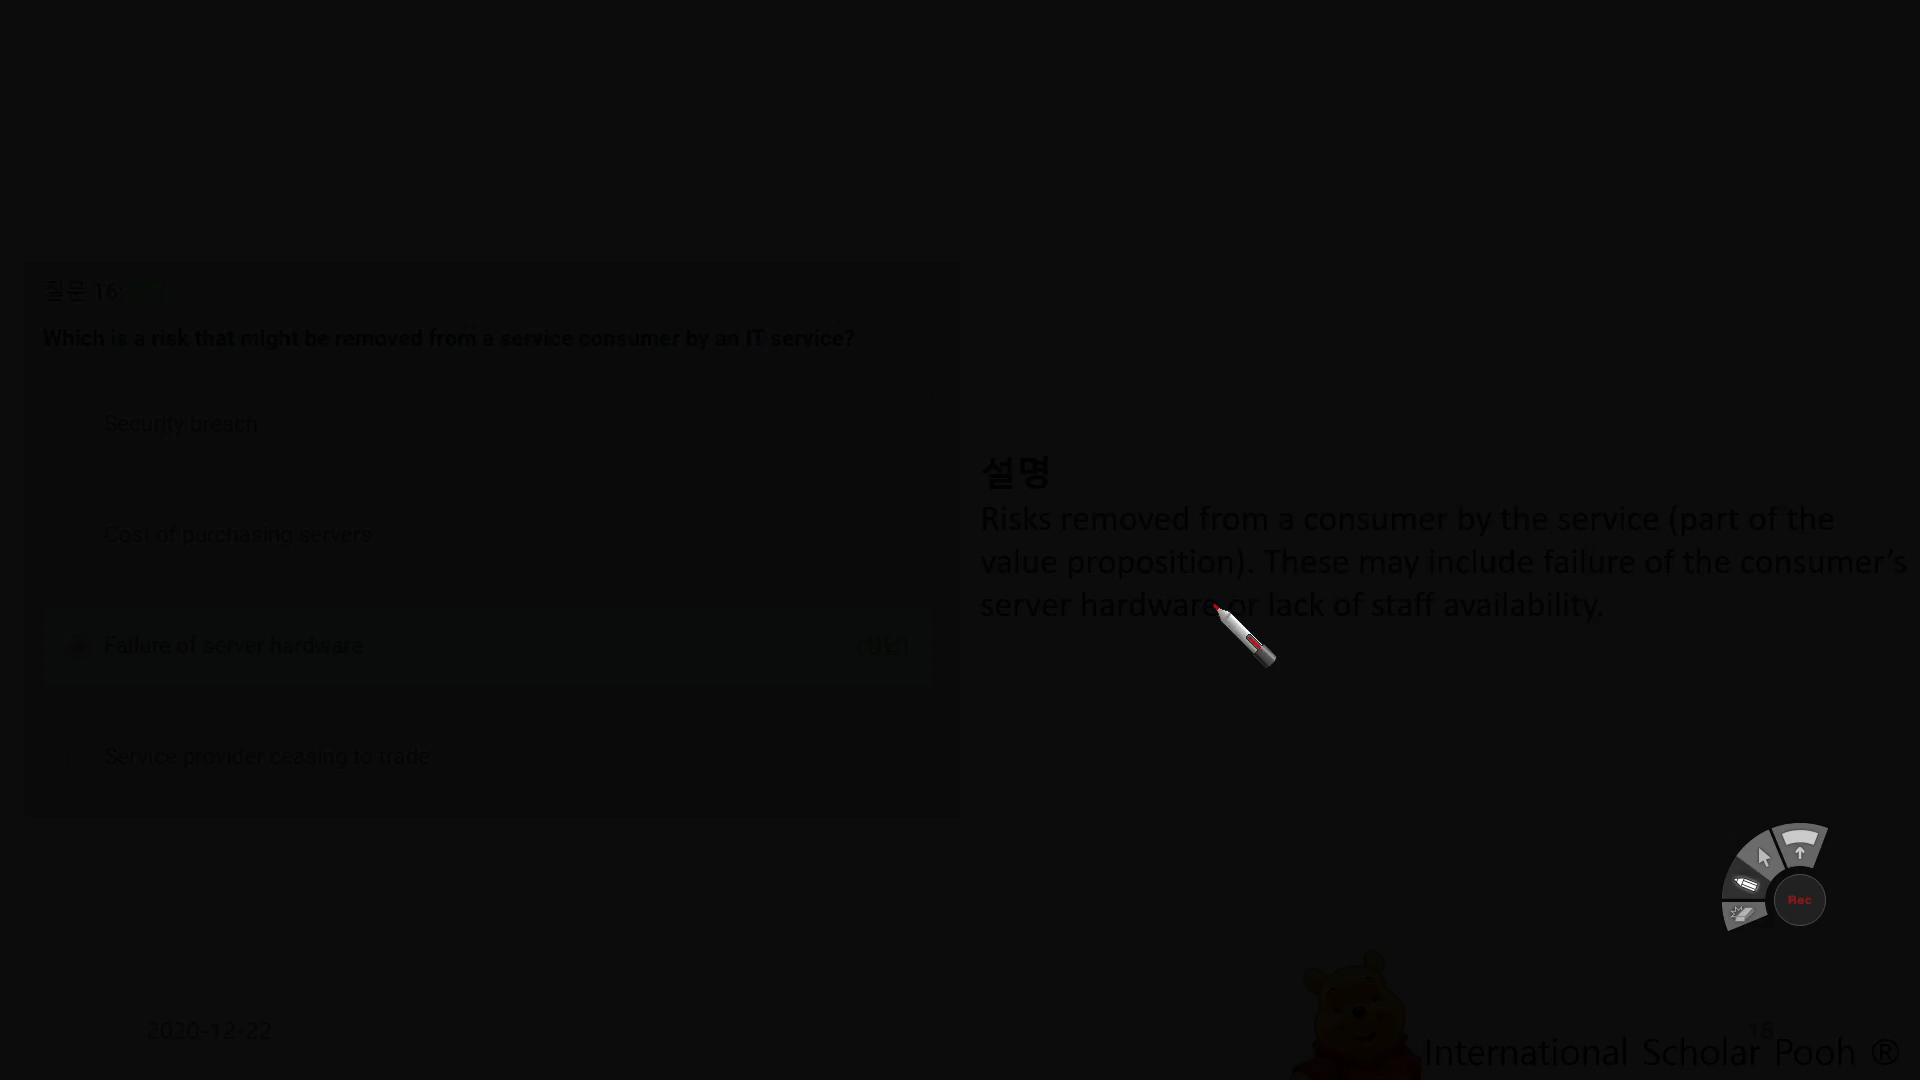 질문 16:
Which is a risk that might be removed from a service consumer by an IT service?
Security breach
Cost of purchasing servers
Failure of server hardware
Service provider ceasing to trade
설명
Risks removed from a consumer by the service (part of the
value proposition). These may include failure of the consumer’s
server hardware or lack of staff availability.
Rec
2020-12-22
18
International Scholar Pooh ®